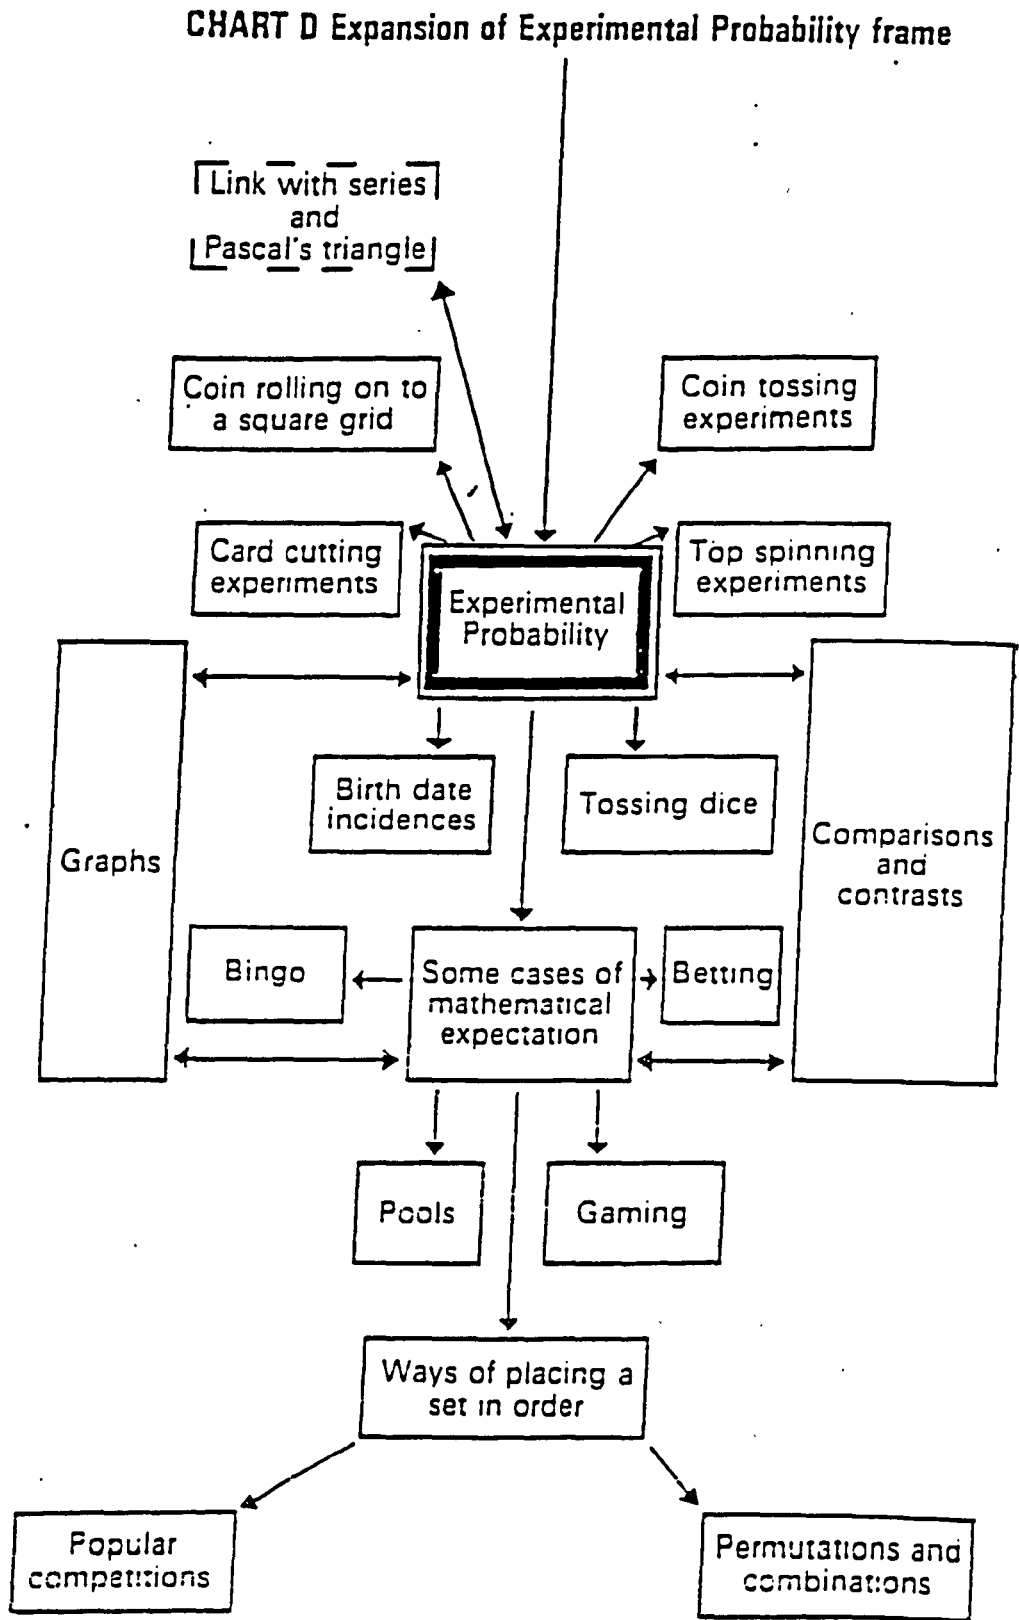 CHART D Expansion of Experimental Probability frame
Link with series
and
Pascal's triangle
Coin rolling on to
a square grid
Coin tossing
experiments
Card cutting
experiments
Top spinning
experiments
Experimental
Probability
Birth date
incidences
Tossing dice
Graphs
Comparisons
and
contrasts
Bingo
Some cases of
mathematical
expectation
Betting
Pools
Gaming
Ways of placing a
set in order
Popular
competitions
Permutations and
combinations